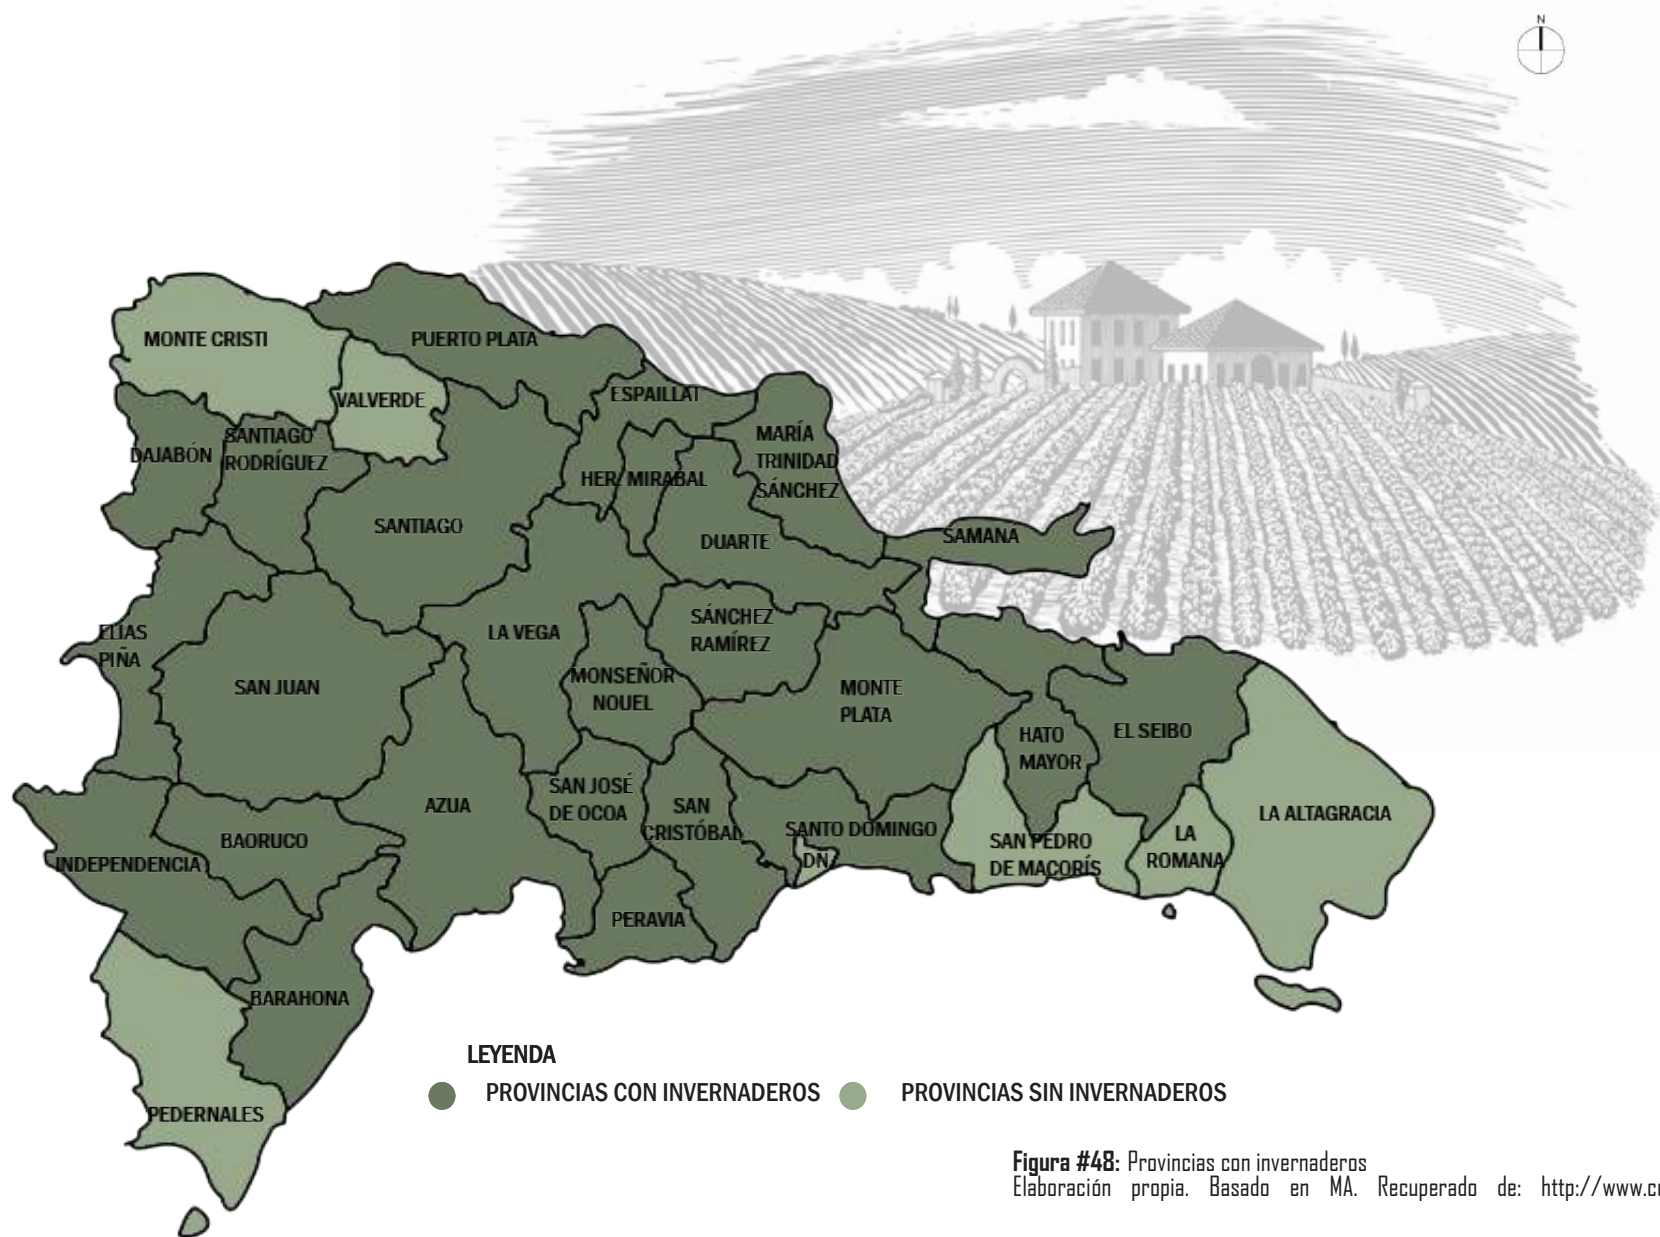 N
MONTE CRISTI
PUERTO PLATA
VALVERDE
ESPAILLAT
DAJABÓN
SANTIAGO
RODRÍGUEZ
MARÍA
TRINIDAD
SÁNCHEZ
HER. MIRABAL
SANTIAGO
DUARTE
SAMANA
ELIAS
PIÑA
LA VEGA
SÁNCHEZ
RAMÍREZ
SAN JUAN
MONSEÑOR
NOUEL
MONTE
PLATA
HATO
MAYOR
EL SEIBO
AZUA
SAN JOSÉ
DE OCOA
SAN
CRISTÓBAL
SANTO DOMINGO
DN.
SAN PEDRO
DE MACORÍS
LA
ROMANA
LA ALTAGRACIA
BAORUCO
INDEPENDENCIA
PERAVIA
BARAHONA
PEDERNALES
LEYENDA
PROVINCIAS CON INVERNADEROS
PROVINCIAS SIN INVERNADEROS
Figura #48: Provincias con invernaderos
Elaboración propia. Basado en MA. Recuperado de: http://www.c